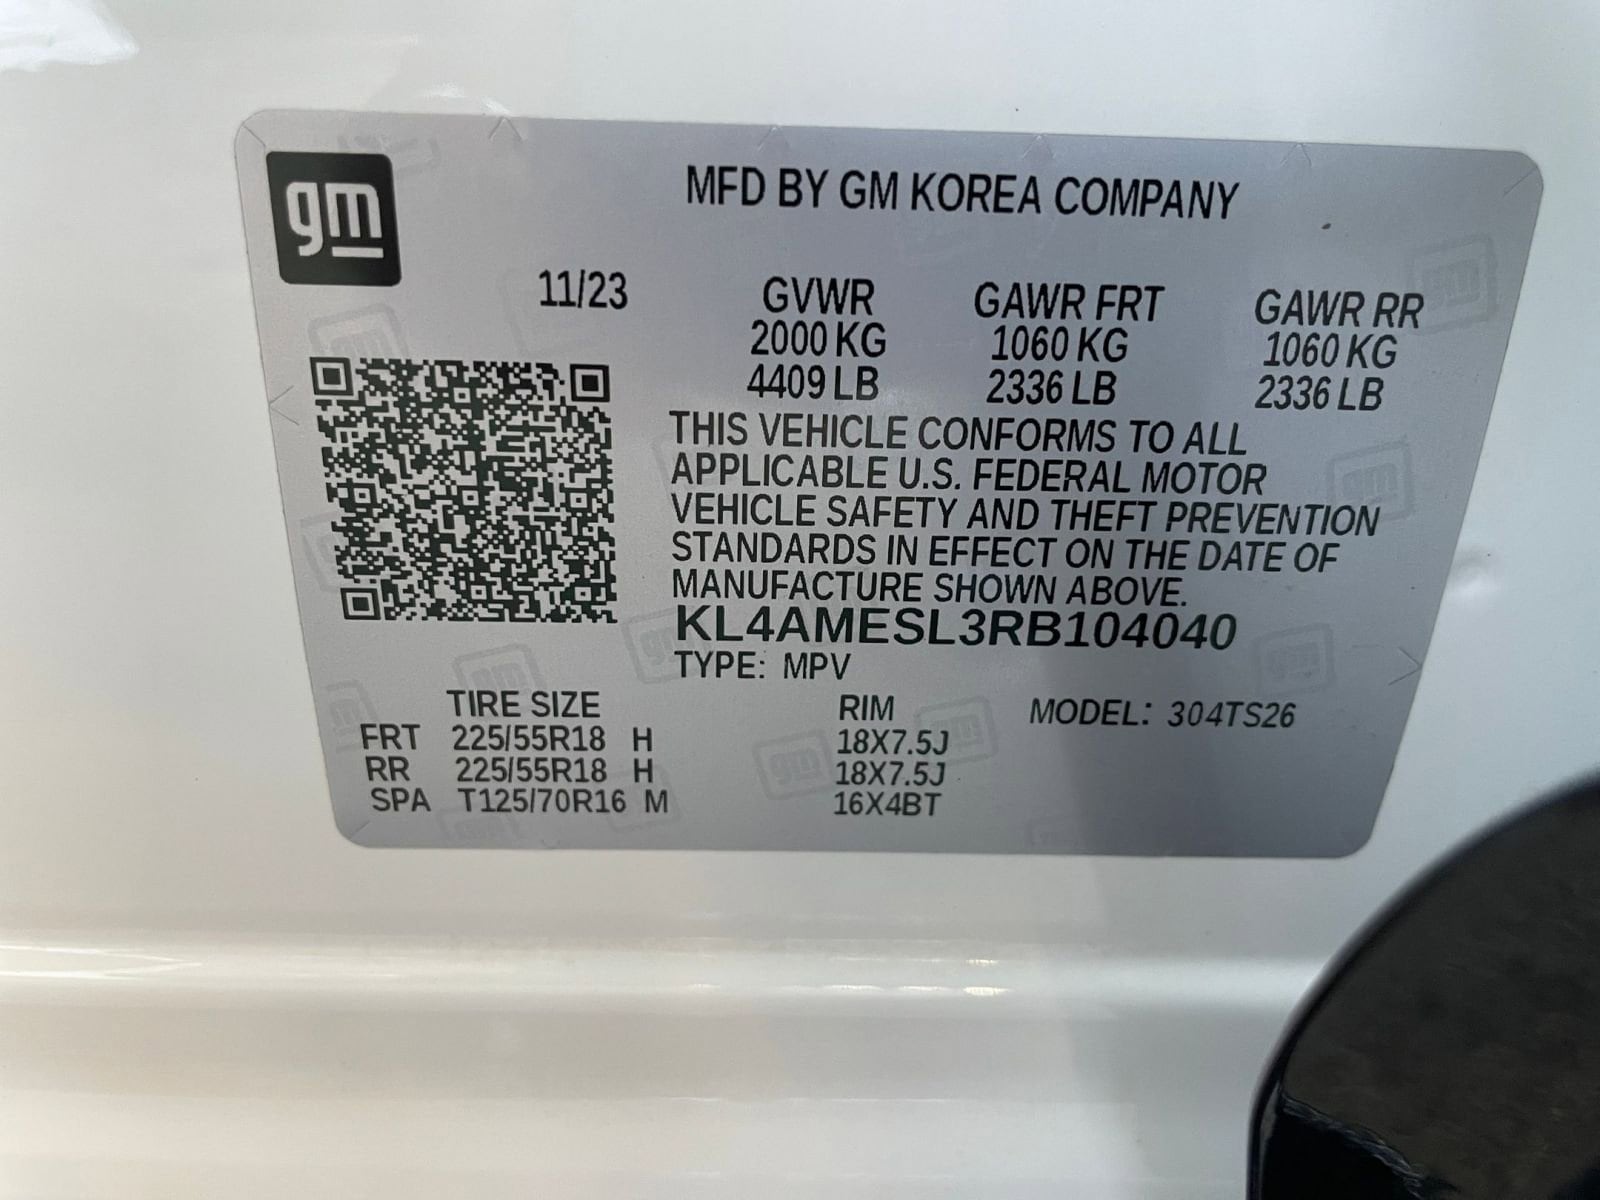 gm
MFD BY GM KOREA COMPANY
11/23 GVWR GAWR FRT GAWR RR
2000 KG 1060 KG 1060 KG
4409 LB 2336 LB 2336 LB
THIS VEHICLE CONFORMS TO ALL
APPLICABLE U.S. FEDERAL MOTOR
VEHICLE SAFETY AND THEFT PREVENTION
STANDARDS IN EFFECT ON THE DATE OF
MANUFACTURE SHOWN ABOVE.
KL4AMESL3RB104040
TYPE: MPV
TIRE SIZE RIM MODEL: 304TS26
FRT 225/55R18 H 18X7.5J
RR 225/55R18 H 18X7.5J
SPA T125/70R16 M 16X4BT